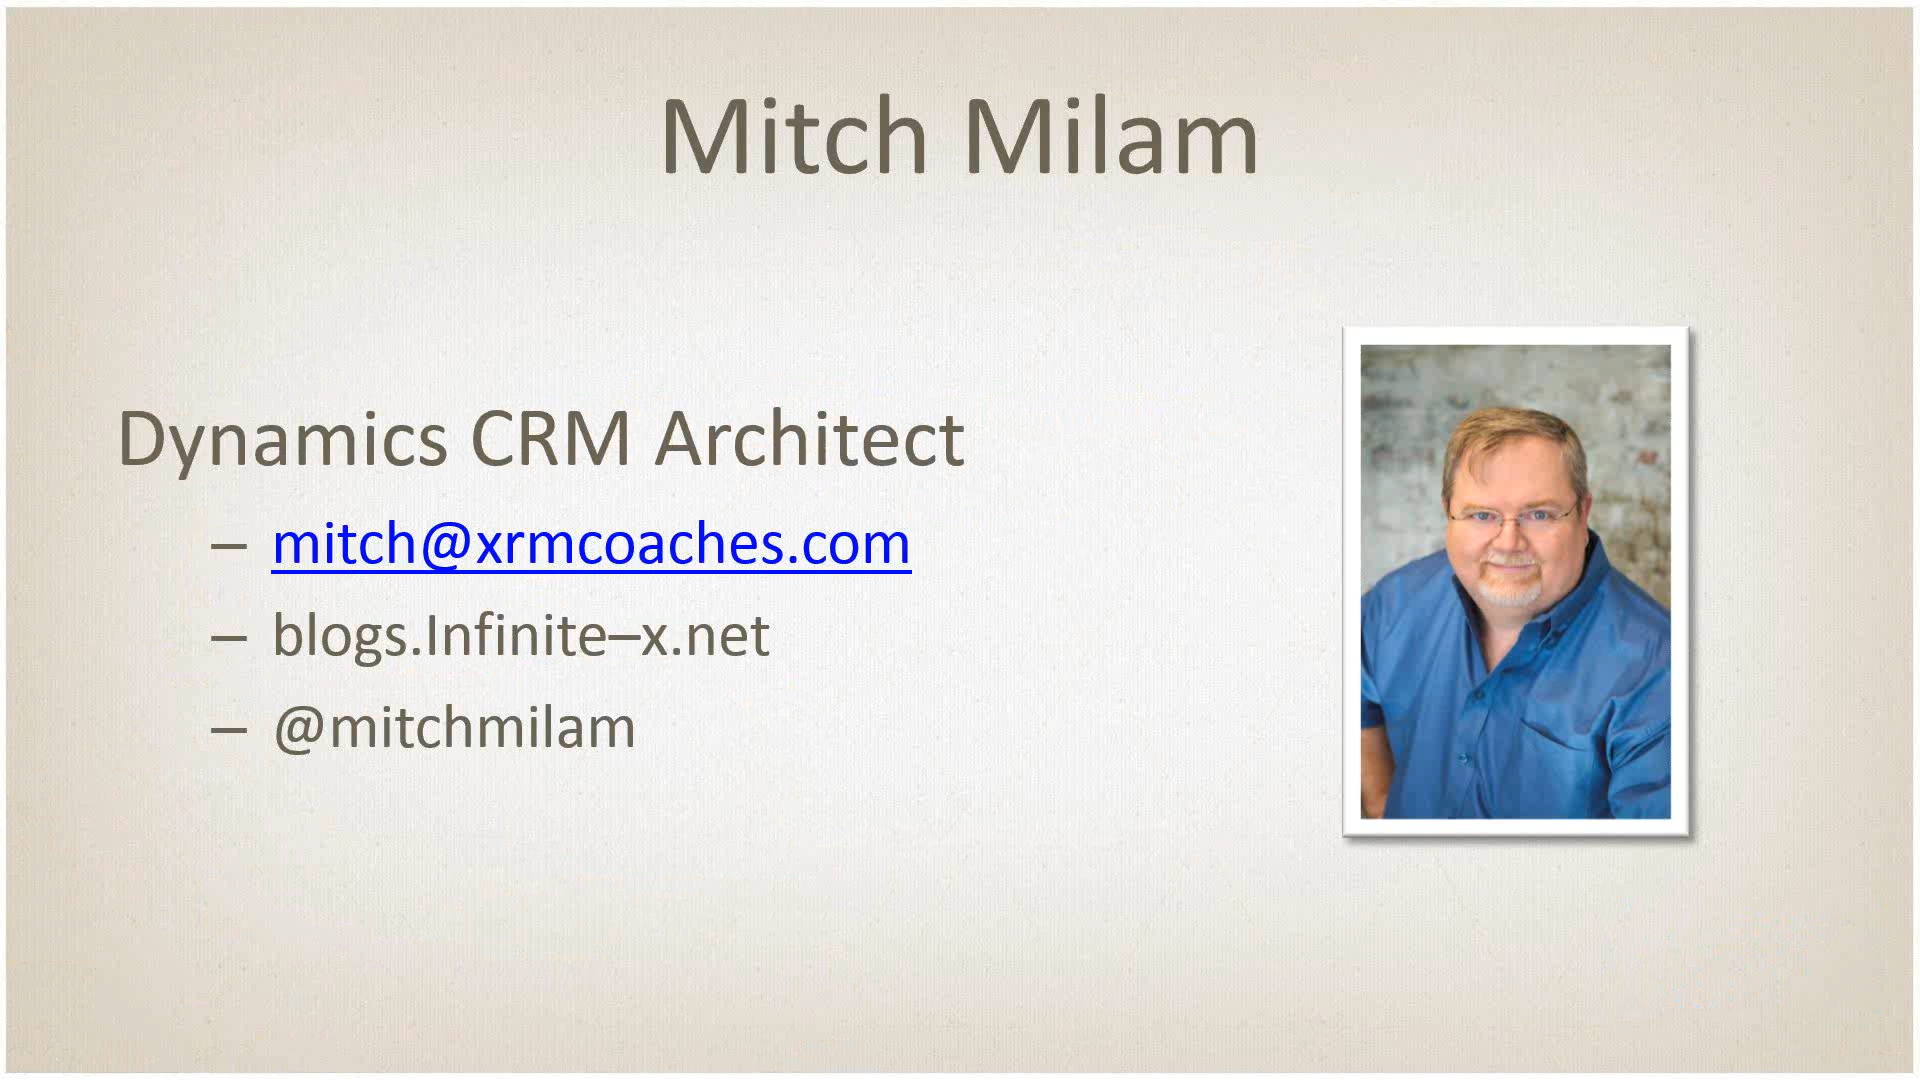 Mitch Milam
Dynamics CRM Architect
– mitch@xrmcoaches.com
– blogs.Infinite–x.net
– @mitchmilam